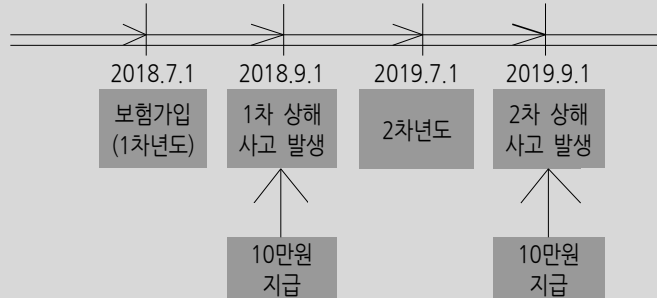 2018.7.1 2018.9.1 2019.7.1 2019.9.1
보험가입
(1차년도)
1차 상해
사고 발생
2차년도
2차 상해
사고 발생
10만원
지급
10만원
지급